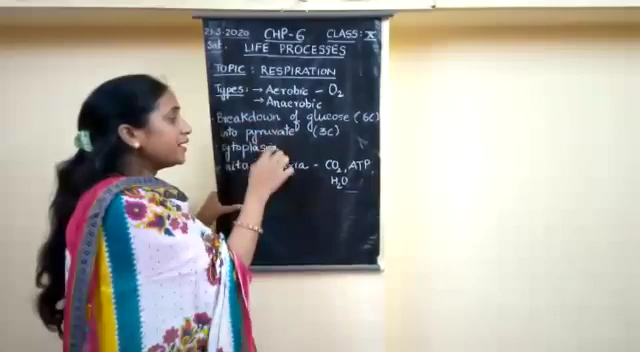 21-3-2020 CHP-6 CLASS: X
Sat. LIFE PROCESSES
TOPIC : RESPIRATION
Types: → Aerobic - O₂
→ Anaerobic
Breakdown of glucose (6C)
into pyruvate (3C)
- CO₂, ATP,
H₂O